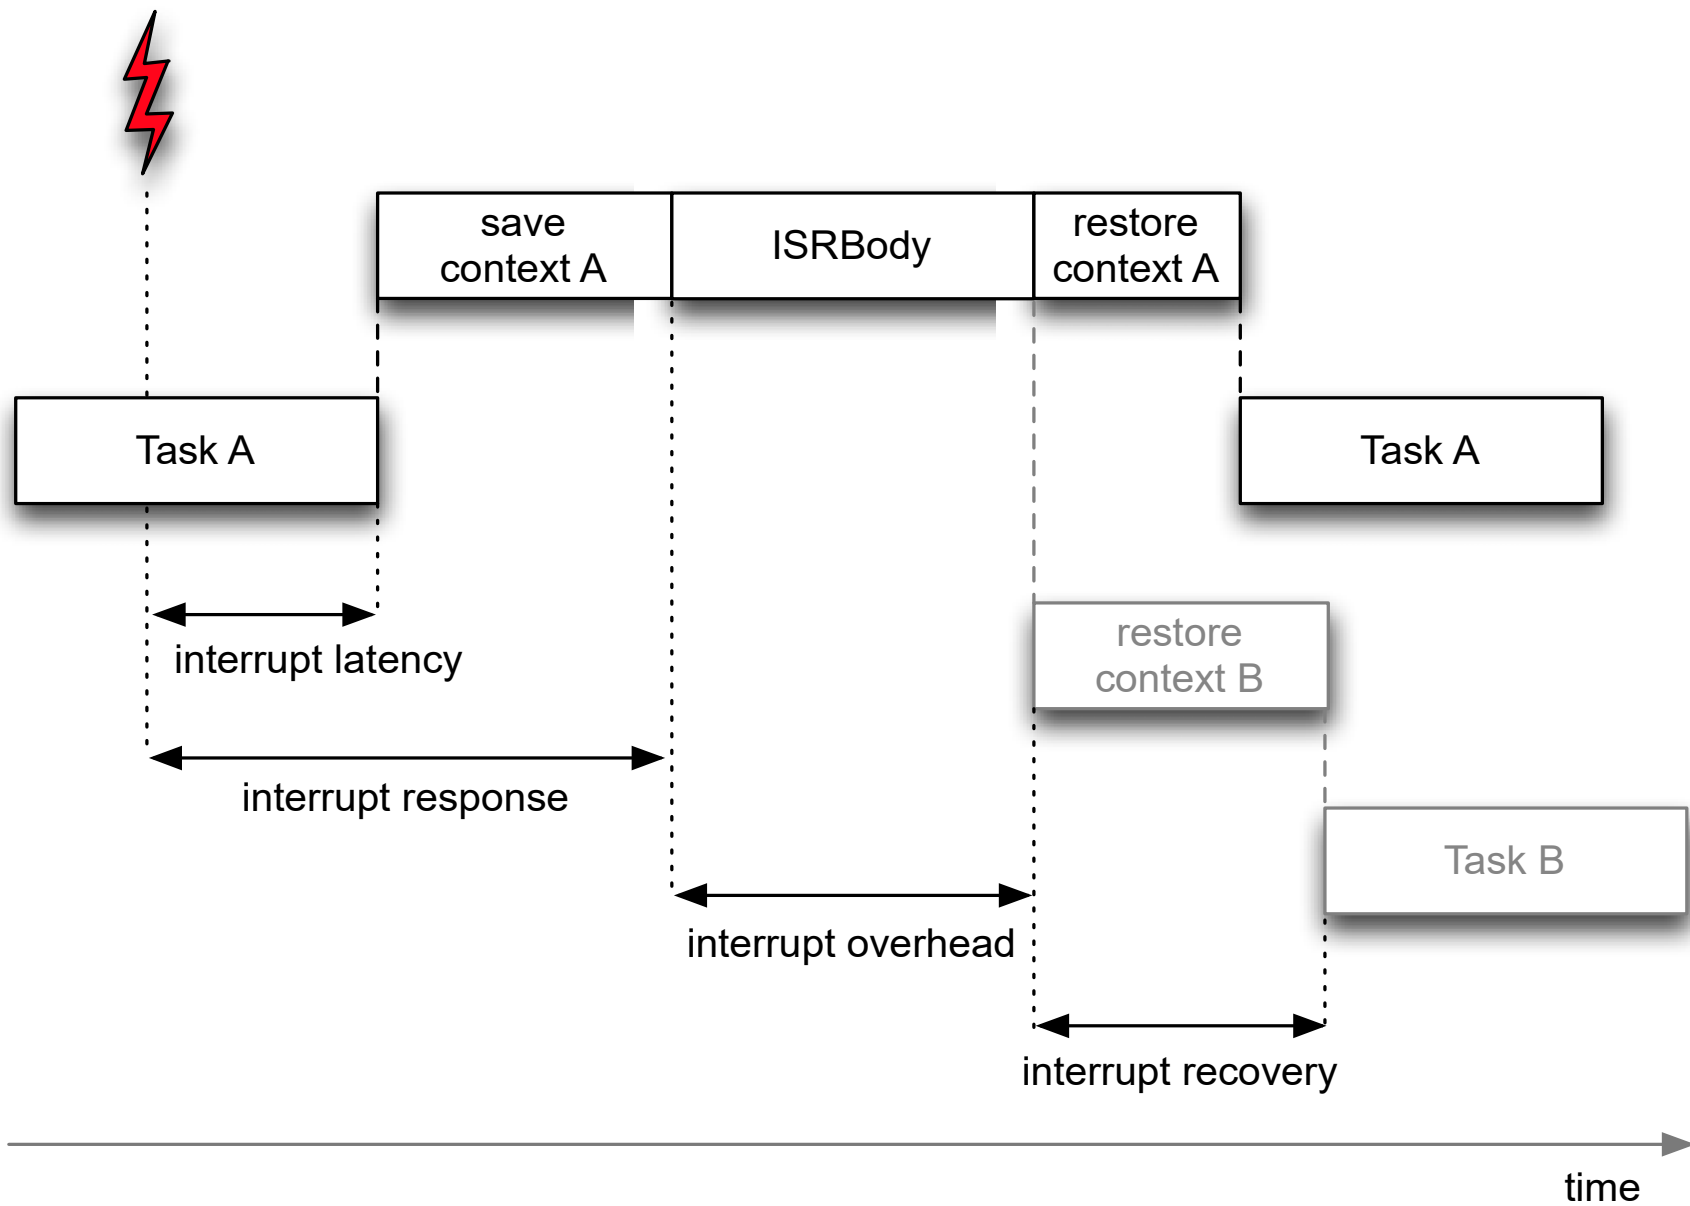 save
context A
ISRBody
restore
context A
Task A
Task A
interrupt latency
restore
context B
interrupt response
Task B
interrupt overhead
interrupt recovery
time